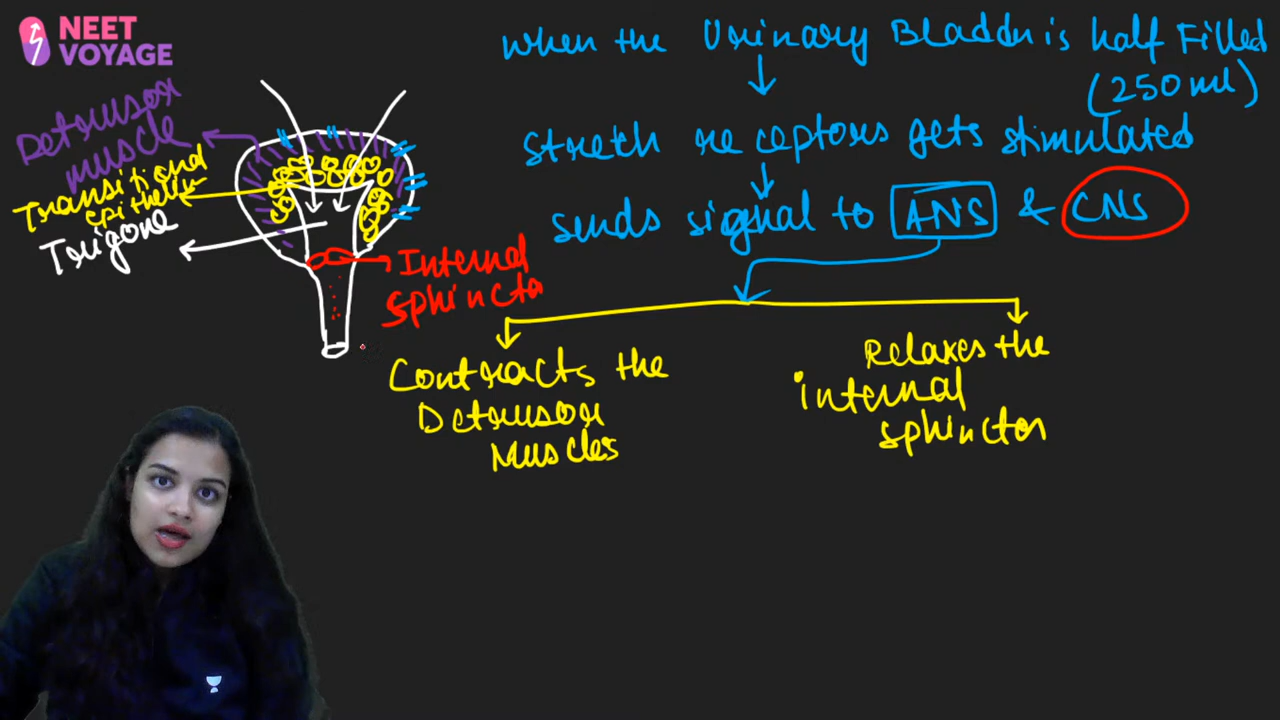 NEET
VOYAGE
When the Urinary Bladder is half Filled
(250 ml)
Stretch receptors gets stimulated
sends signal to ANS & CNS
Detrusor
muscle
Transitional
epithelium
Trigone
Internal
sphincter
Contracts the
Detrusor
Muscles
Relaxes the
internal
sphincter